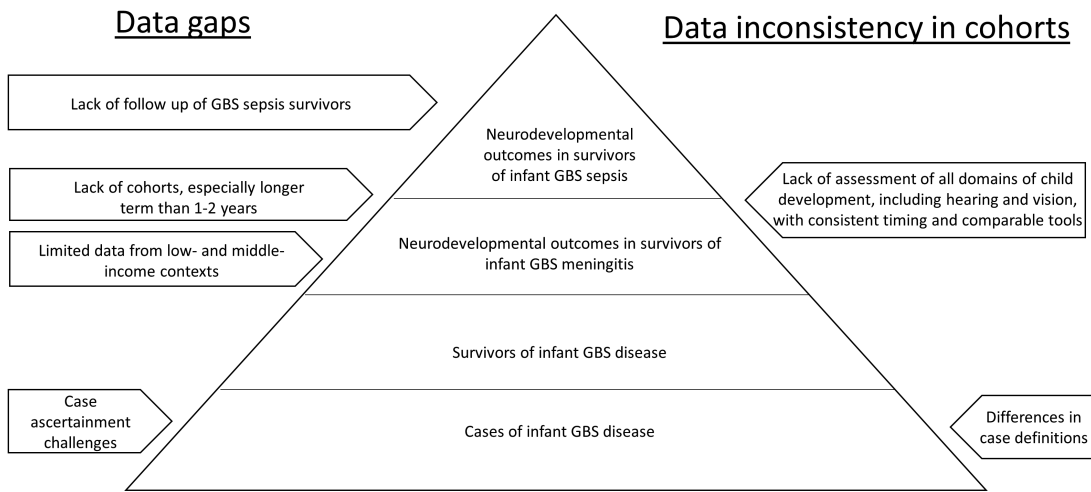 Data gaps
Data inconsistency in cohorts
Lack of follow up of GBS sepsis survivors
Neurodevelopmental
outcomes in survivors
of infant GBS sepsis
Lack of cohorts, especially longer
term than 1-2 years
Lack of assessment of all domains of child
development, including hearing and vision,
with consistent timing and comparable tools
Limited data from low- and middle-
income contexts
Neurodevelopmental outcomes in survivors of
infant GBS meningitis
Survivors of infant GBS disease
Case
ascertainment
challenges
Cases of infant GBS disease
Differences in
case definitions